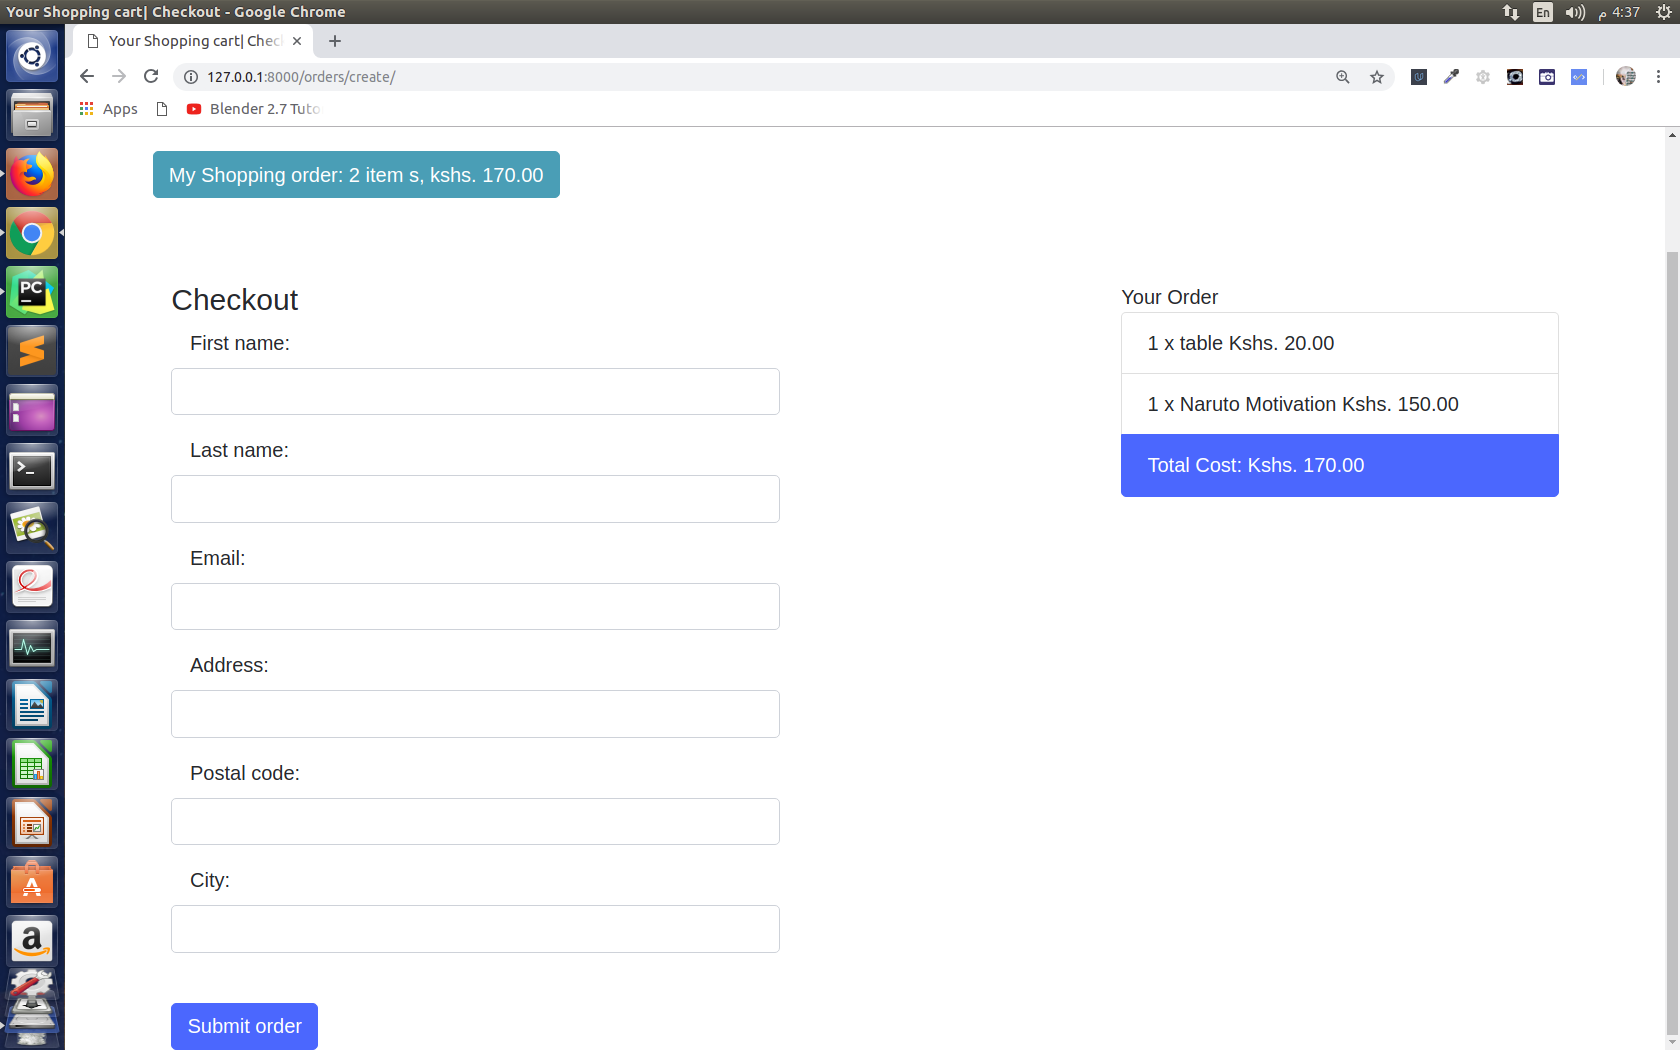 Your Shopping cart| Checkout - Google Chrome
En
م 4:37
Your Shopping cart| Chec
127.0.0.1:8000/orders/create/
Apps
Blender 2.7 Tuto
My Shopping order: 2 item s, kshs. 170.00
Checkout
First name:
Last name:
Email:
Address:
Postal code:
City:
Submit order
Your Order
1 x table Kshs. 20.00
1 x Naruto Motivation Kshs. 150.00
Total Cost: Kshs. 170.00
PC